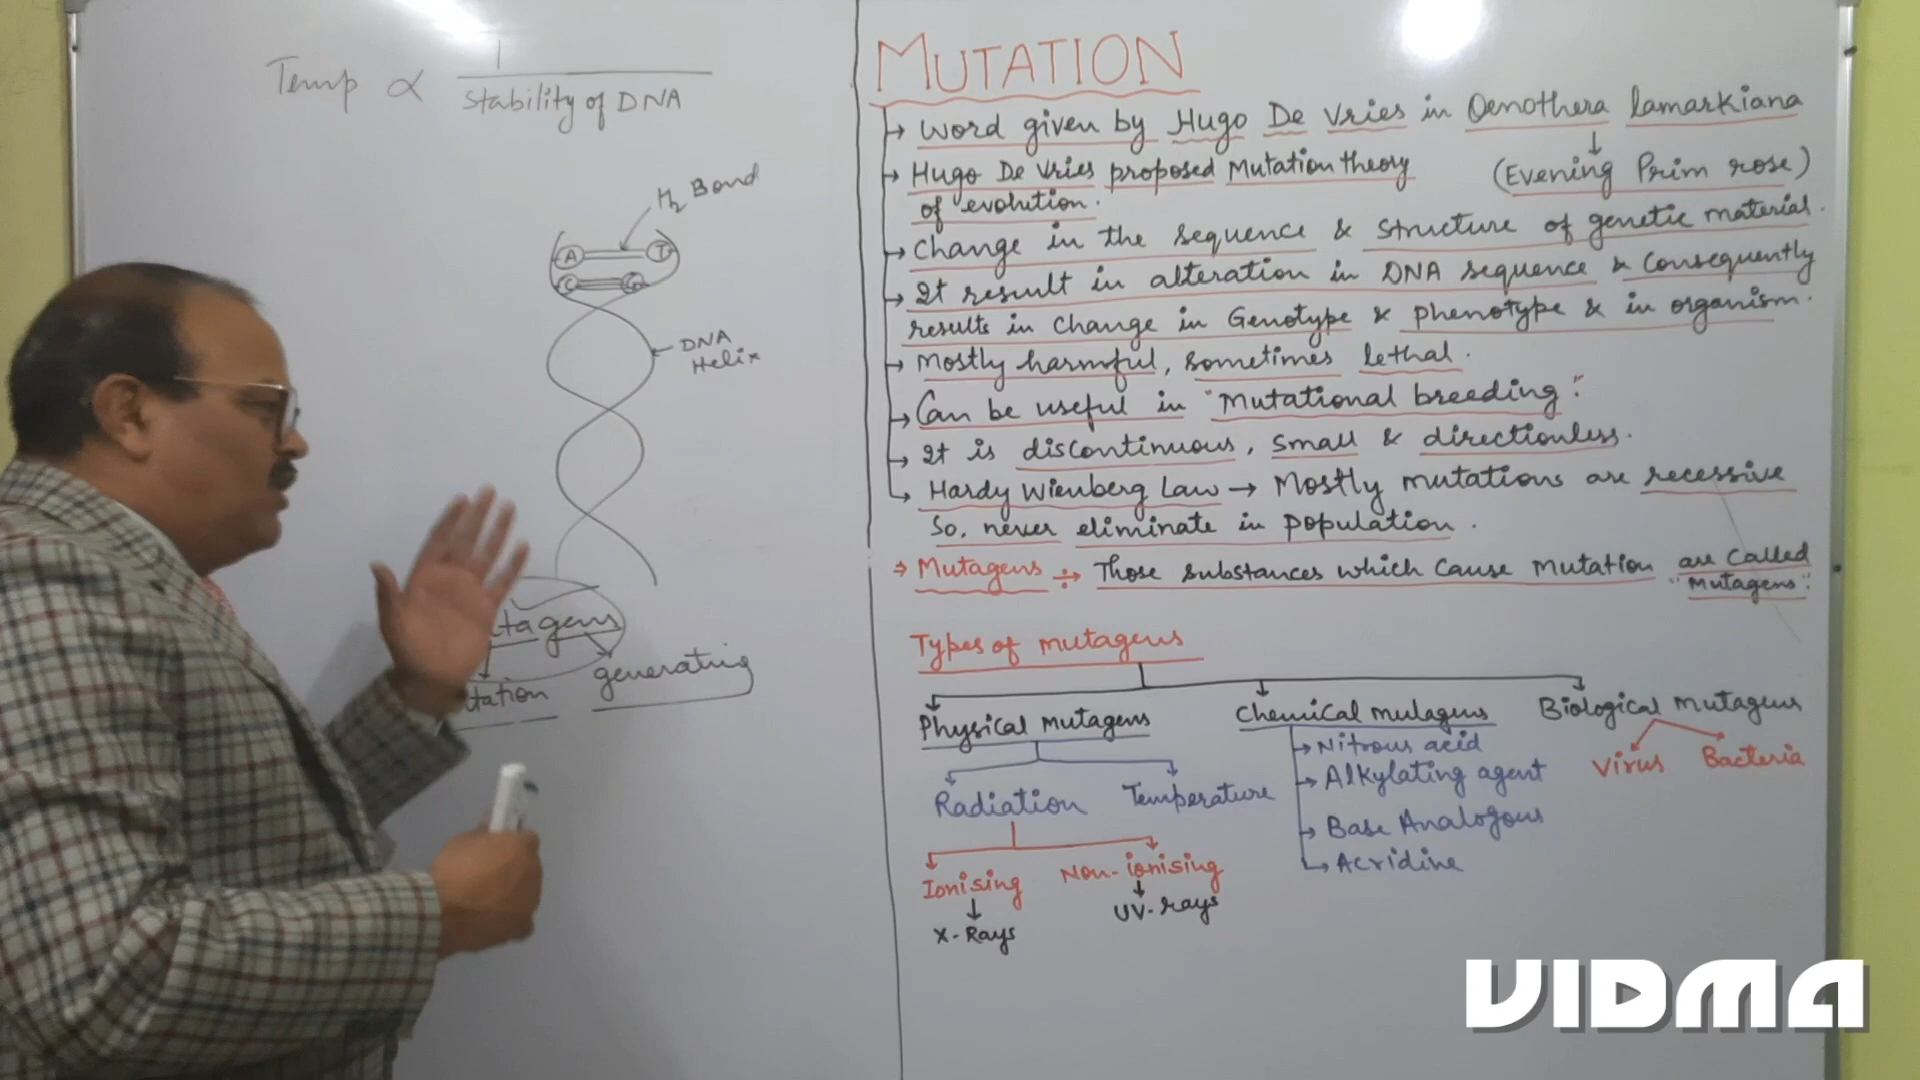 Temp ∝ 1
stability of DNA
H2 Bond
A T
C G
DNA
Helix
tagens
tation generating
MUTATION
→ Word given by Hugo De Vries in Oenothera lamarkiana
→ Hugo De Vries proposed Mutation theory (Evening Prim rose)
of evolution.
→ Change in the sequence & structure of genetic material.
→ It result in alteration in DNA sequence & Consequently
results in change in Genotype & phenotype & in organism.
→ Mostly harmful, sometimes lethal.
→ Can be useful in "Mutational breeding".
→ It is discontinuous, small & directionless.
→ Hardy Wienberg Law → Mostly mutations are recessive
So, never eliminate in population.
⇒ Mutagens ÷→ Those substances which cause mutation are called
"Mutagens".
Types of mutagens
Physical mutagens Chemical mulagens Biological mutagens
→ Nitrous acid Virus Bacteria
Radiation Temperature → Alkylating agent
→ Base Analogous
→ Acridine
Ionising Non-ionising
X-Rays UV-rays
VIDMA